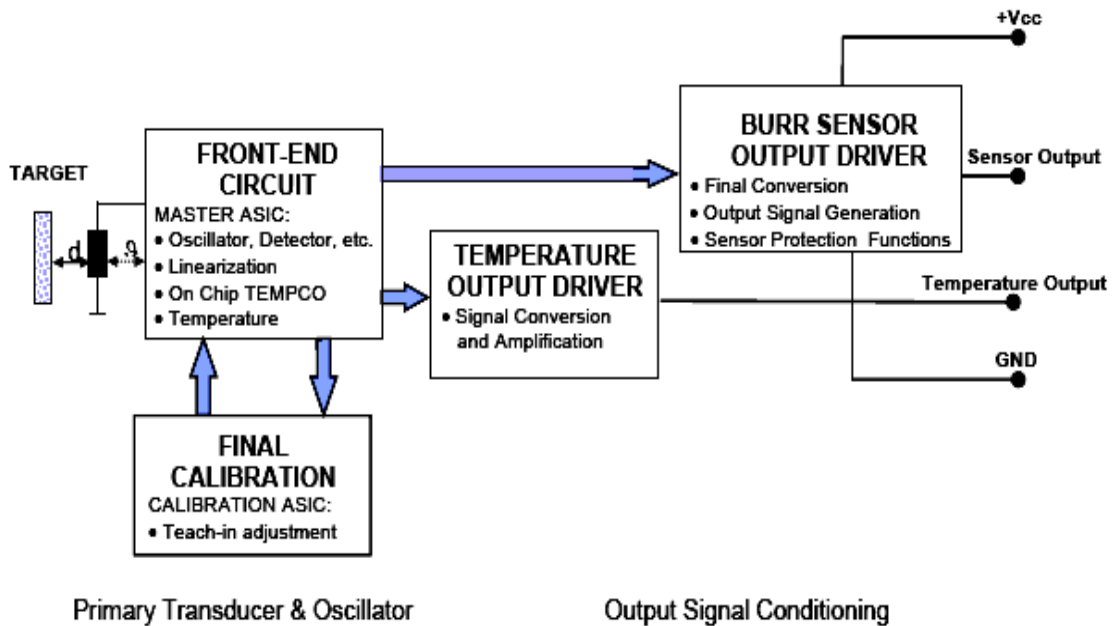 +Vcc
BURR SENSOR
OUTPUT DRIVER
• Final Conversion
• Output Signal Generation
• Sensor Protection Functions
Sensor Output
TARGET
d
ϑ
FRONT-END
CIRCUIT
MASTER ASIC:
• Oscillator, Detector, etc.
• Linearization
• On Chip TEMPCO
• Temperature
TEMPERATURE
OUTPUT DRIVER
• Signal Conversion
and Amplification
Temperature Output
GND
FINAL
CALIBRATION
CALIBRATION ASIC:
• Teach-in adjustment
Primary Transducer & Oscillator
Output Signal Conditioning